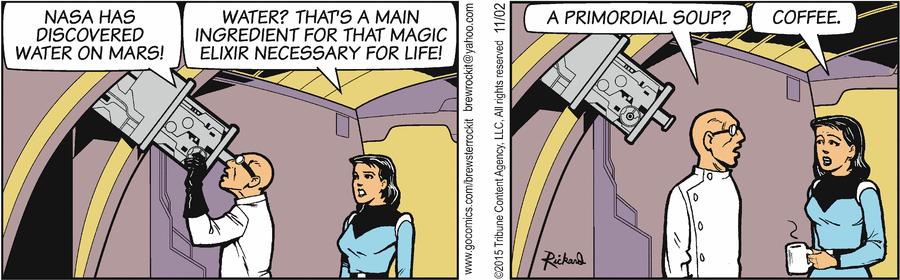 NASA HAS
DISCOVERED
WATER ON MARS!
WATER? THAT'S A MAIN
INGREDIENT FOR THAT MAGIC
ELIXIR NECESSARY FOR LIFE!
www.gocomics.com/brewsterrockit brewrockit@yahoo.com
©2015 Tribune Content Agency, LLC, All rights resereved 11/02
A PRIMORDIAL SOUP?
COFFEE.
Rickard